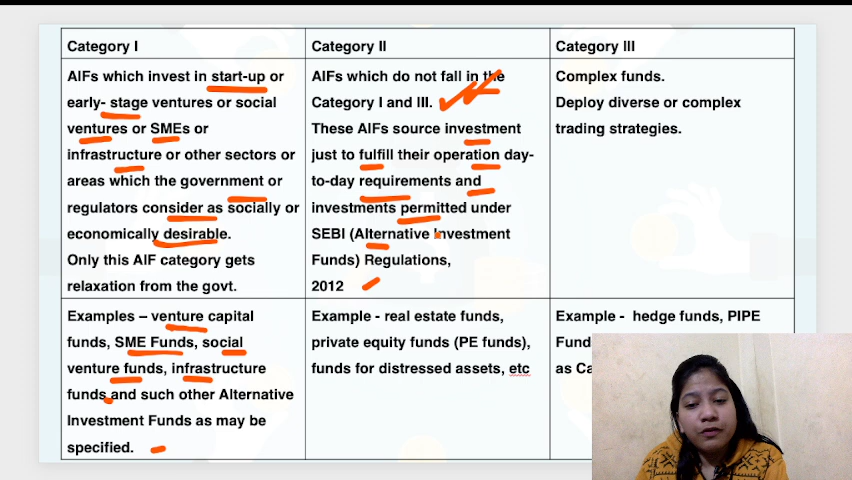 Category I
AIFs which invest in start-up or
early- stage ventures or social
ventures or SMEs or
infrastructure or other sectors or
areas which the government or
regulators consider as socially or
economically desirable.
Only this AIF category gets
relaxation from the govt.
Category II
AIFs which do not fall in the
Category I and III.
These AIFs source investment
just to fulfill their operation day-
to-day requirements and
investments permitted under
SEBI (Alternative Investment
Funds) Regulations,
2012
Category III
Complex funds.
Deploy diverse or complex
trading strategies.
Examples – venture capital
funds, SME Funds, social
venture funds, infrastructure
funds and such other Alternative
Investment Funds as may be
specified.
Example - real estate funds,
private equity funds (PE funds),
funds for distressed assets, etc
Example -  hedge funds, PIPE
as